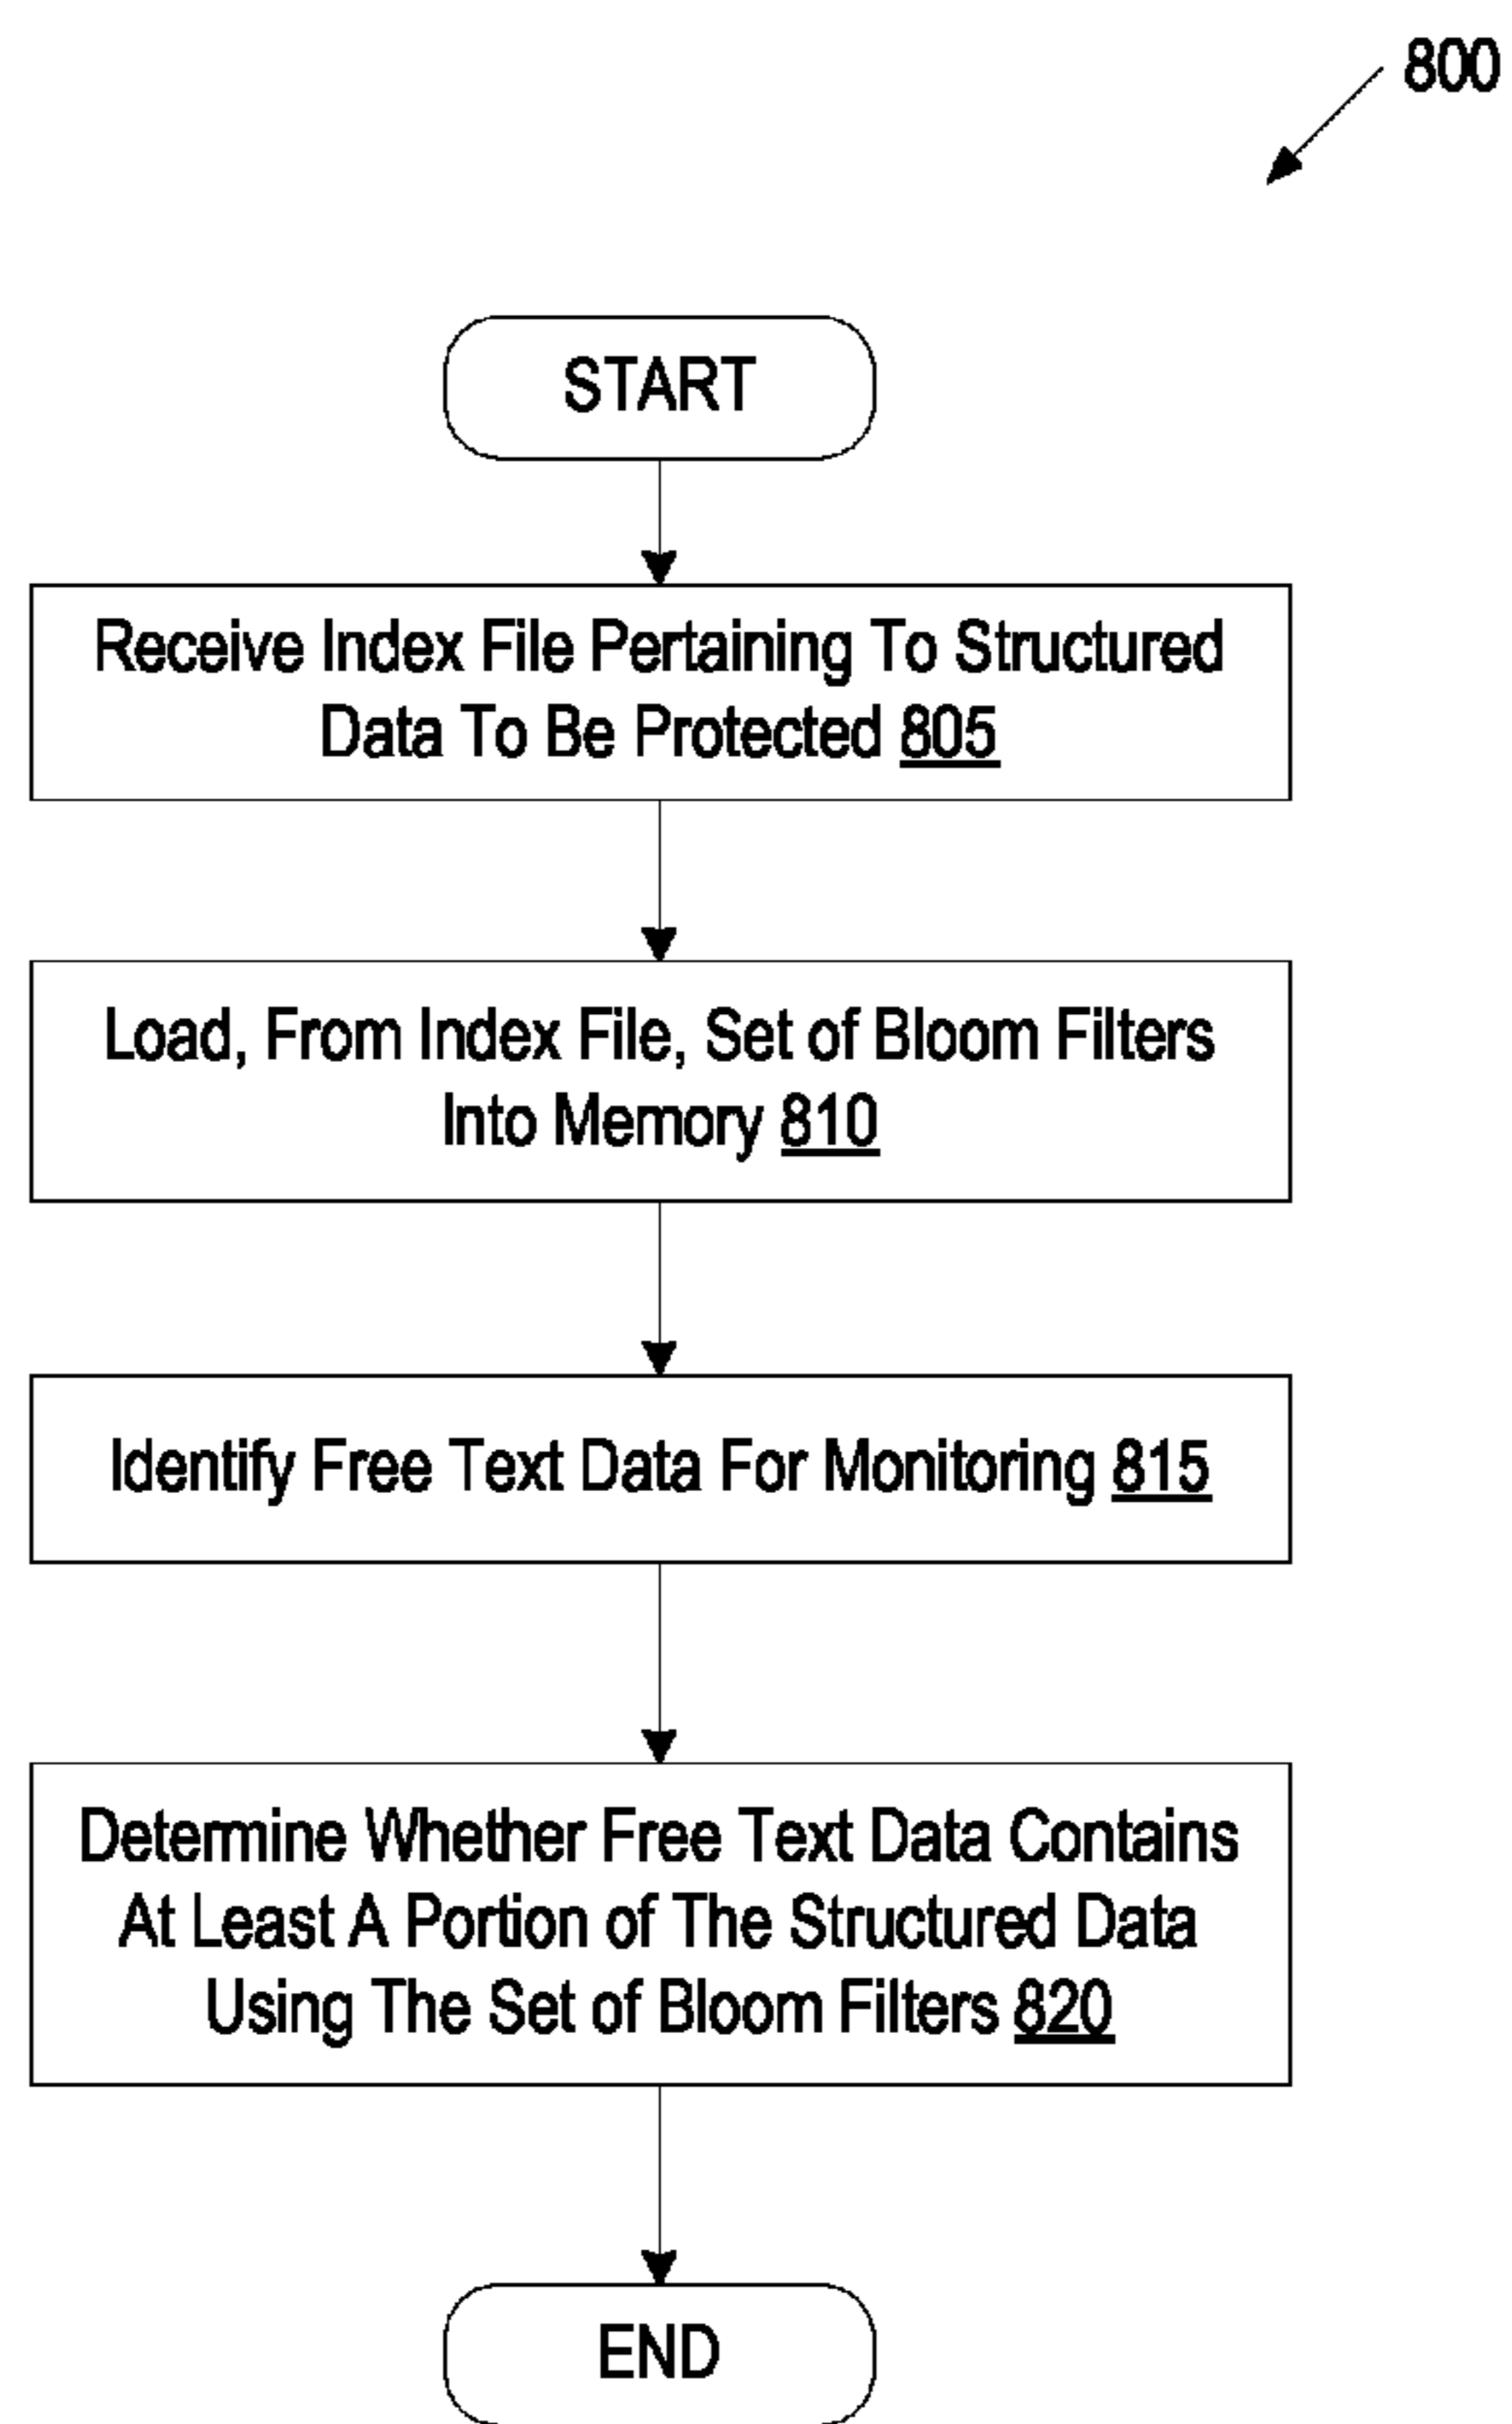 800
START
Receive Index File Pertaining To Structured
Data To Be Protected 805
Load, From Index File, Set of Bloom Filters
Into Memory 810
Identify Free Text Data For Monitoring 815
Determine Whether Free Text Data Contains
At Least A Portion of The Structured Data
Using The Set of Bloom Filters 820
END